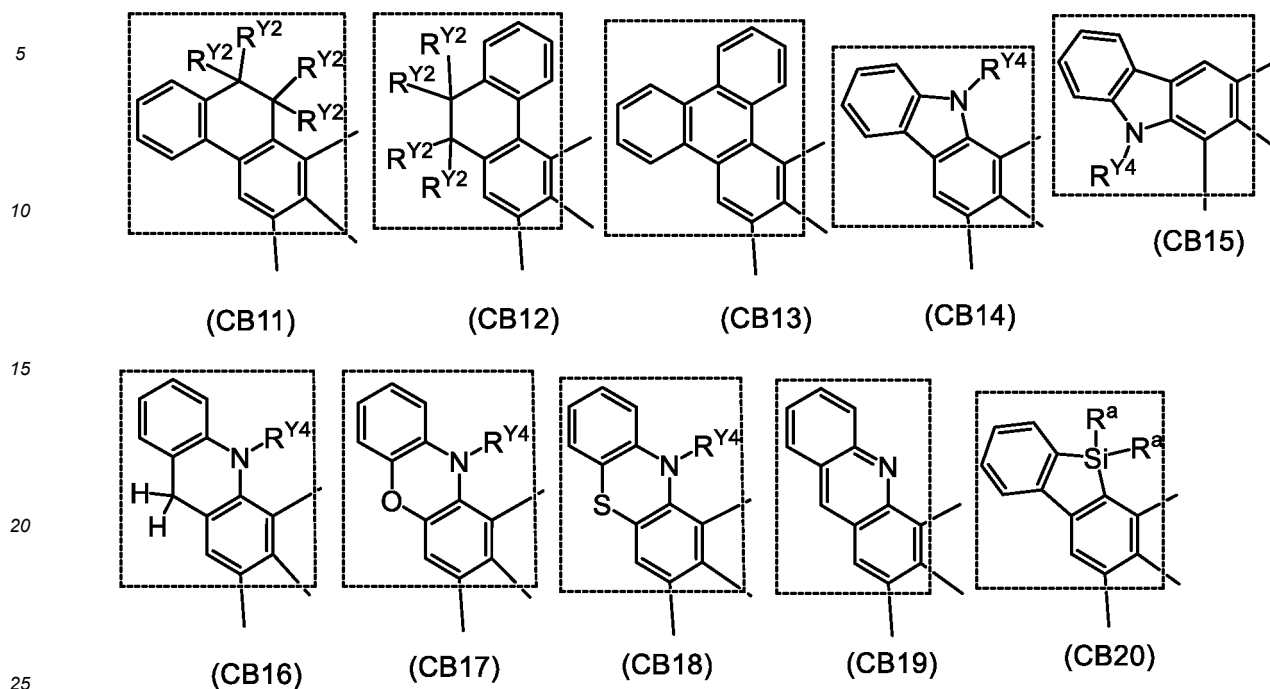 5
R^Y2
R^Y2
R^Y2
R^Y2
(CB11)
R^Y2
R^Y2
R^Y2
R^Y2
(CB12)
(CB13)
N
R^Y4
(CB14)
N
R^Y4
(CB15)
10
15
N
R^Y4
H
H
(CB16)
N
R^Y4
O
(CB17)
N
R^Y4
S
(CB18)
N
(CB19)
R^a
Si
R^a
(CB20)
20
25